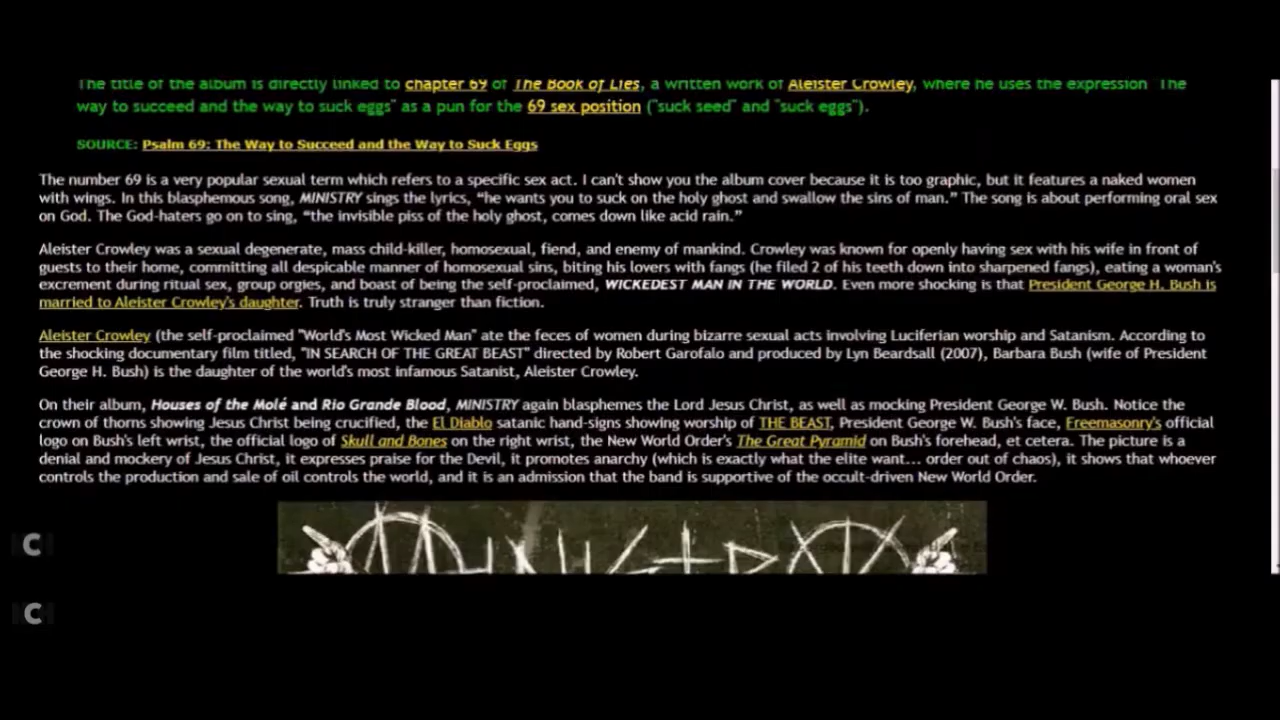 The title of the album is directly linked to chapter 69 of The Book of Lies, a written work of Aleister Crowley, where he uses the expression "The
way to succeed and the way to suck eggs" as a pun for the 69 sex position ("suck seed" and "suck eggs").
SOURCE: Psalm 69: The Way to Succeed and the Way to Suck Eggs
The number 69 is a very popular sexual term which refers to a specific sex act. I can't show you the album cover because it is too graphic, but it features a naked women
with wings. In this blasphemous song, MINISTRY sings the lyrics, “he wants you to suck on the holy ghost and swallow the sins of man.” The song is about performing oral sex
on God. The God-haters go on to sing, “the invisible piss of the holy ghost, comes down like acid rain.”
Aleister Crowley was a sexual degenerate, mass child-killer, homosexual, fiend, and enemy of mankind. Crowley was known for openly having sex with his wife in front of
guests to their home, committing all despicable manner of homosexual sins, biting his lovers with fangs (he filed 2 of his teeth down into sharpened fangs), eating a woman's
excrement during ritual sex, group orgies, and boast of being the self-proclaimed, WICKEDEST MAN IN THE WORLD. Even more shocking is that President George H. Bush is
married to Aleister Crowley's daughter. Truth is truly stranger than fiction.
Aleister Crowley (the self-proclaimed "World's Most Wicked Man" ate the feces of women during bizarre sexual acts involving Luciferian worship and Satanism. According to
the shocking documentary film titled, "IN SEARCH OF THE GREAT BEAST" directed by Robert Garofalo and produced by Lyn Beardsall (2007), Barbara Bush (wife of President
George H. Bush) is the daughter of the world's most infamous Satanist, Aleister Crowley.
On their album, Houses of the Molé and Rio Grande Blood, MINISTRY again blasphemes the Lord Jesus Christ, as well as mocking President George W. Bush. Notice the
crown of thorns showing Jesus Christ being crucified, the El Diablo satanic hand-signs showing worship of THE BEAST, President George W. Bush's face, Freemasonry's official
logo on Bush's left wrist, the official logo of Skull and Bones on the right wrist, the New World Order's The Great Pyramid on Bush's forehead, et cetera. The picture is a
denial and mockery of Jesus Christ, it expresses praise for the Devil, it promotes anarchy (which is exactly what the elite want... order out of chaos), it shows that whoever
controls the production and sale of oil controls the world, and it is an admission that the band is supportive of the occult-driven New World Order.
MINISTRY
C
C